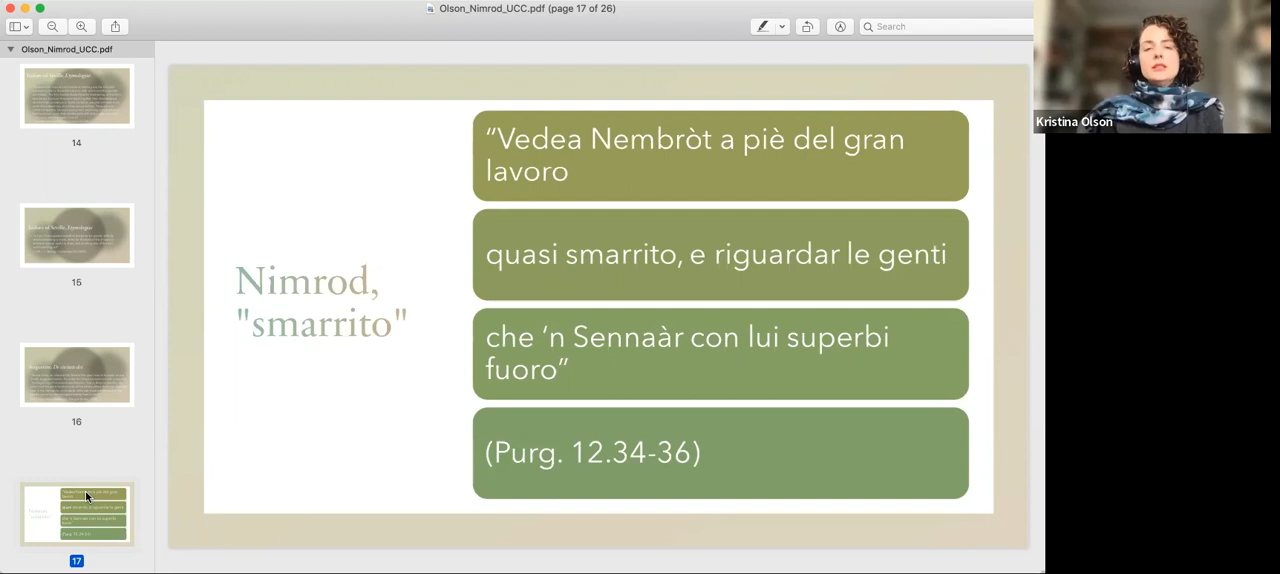 Olson_Nimrod_UCC.pdf (page 17 of 26)
Search
Olson_Nimrod_UCC.pdf
14
15
16
17
Nimrod,
"smarrito"
“Vedea Nembròt a piè del gran
lavoro
quasi smarrito, e riguardar le genti
che ‘n Sennaàr con lui superbi
fuoro”
(Purg. 12.34-36)
Kristina Olson